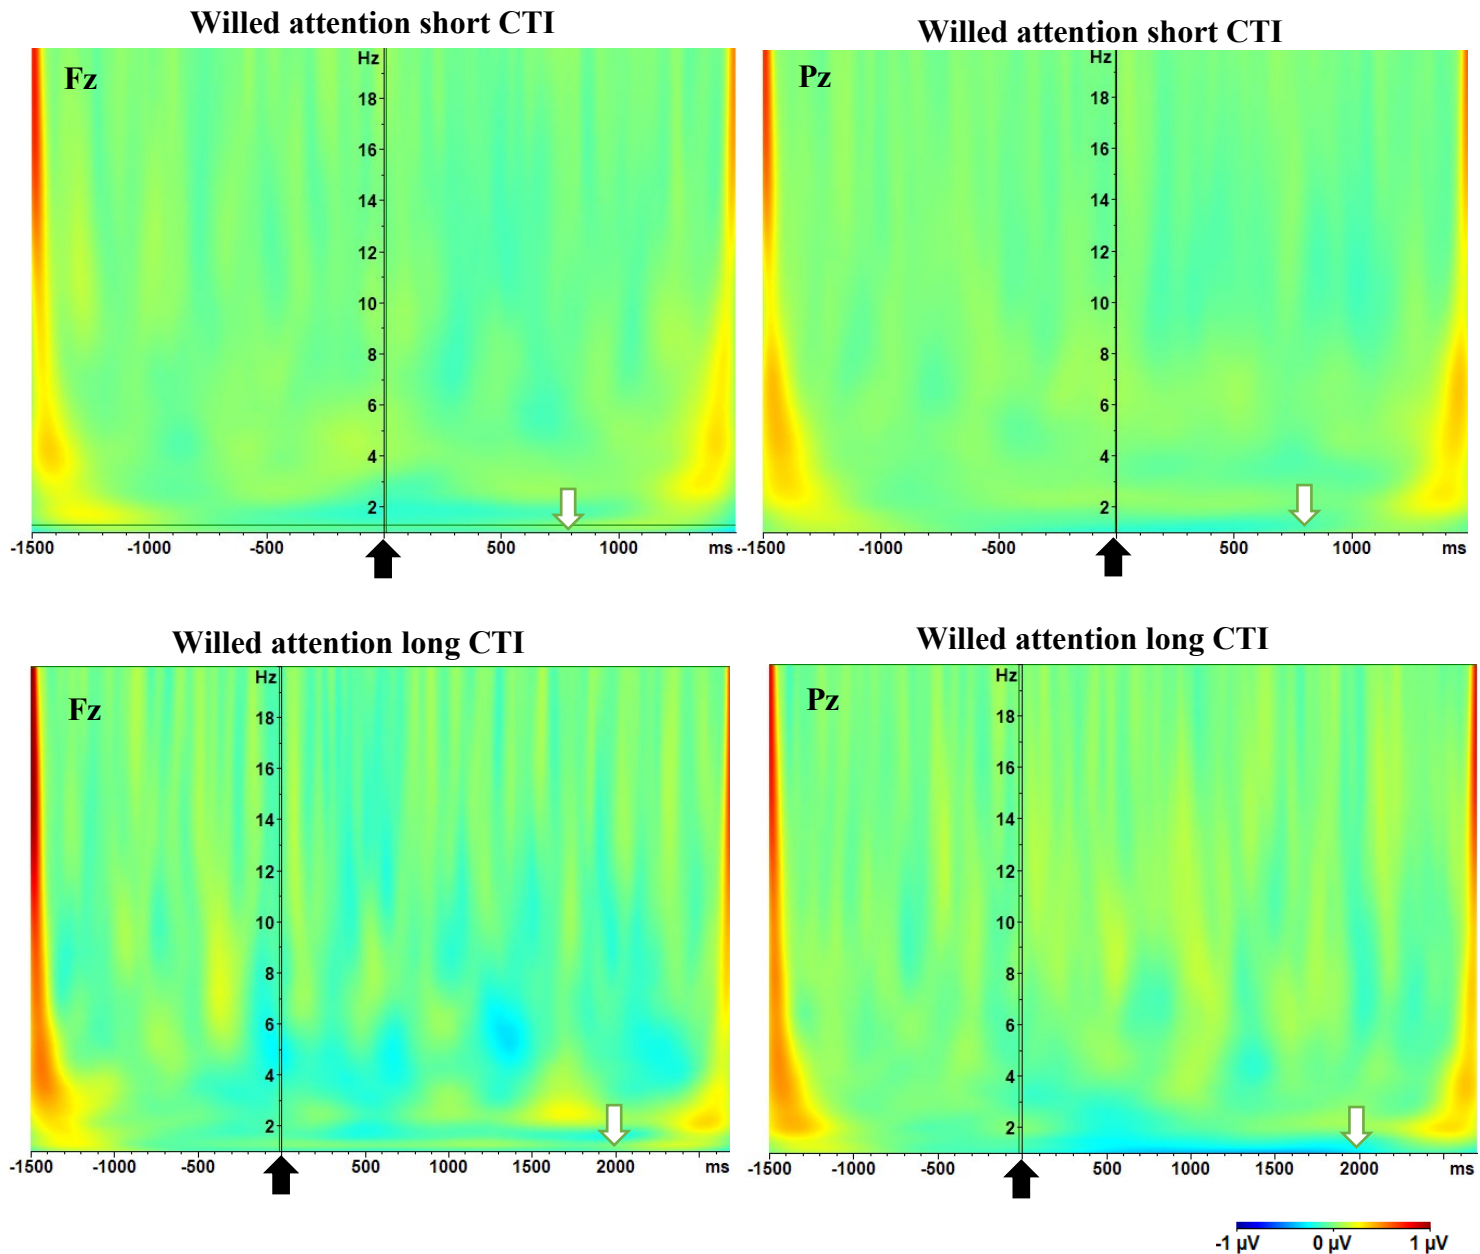 Willed attention short CTI
Fz
Hz
18
16
14
12
10
8
6
4
2
-1500 -1000 -500 500 1000 ms
Willed attention short CTI
Pz
Hz
18
16
14
12
10
8
6
4
2
-1500 -1000 -500 500 1000 ms
Willed attention long CTI
Fz
Hz
18
16
14
12
10
8
6
4
2
-1500 -1000 -500 500 1000 1500 2000 ms
Willed attention long CTI
Pz
Hz
18
16
14
12
10
8
6
4
2
-1500 -1000 -500 500 1000 1500 2000 ms
-1 µV 0 µV 1 µV